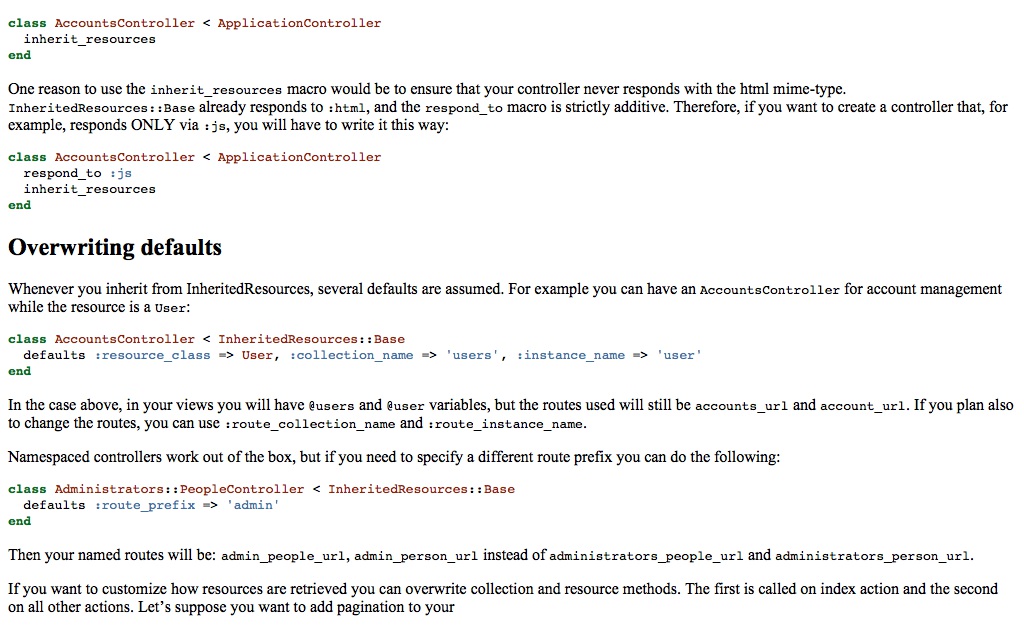 class AccountsController < ApplicationController
  inherit_resources
end
One reason to use the inherit_resources macro would be to ensure that your controller never responds with the html mime-type.
InheritedResources::Base already responds to :html, and the respond_to macro is strictly additive. Therefore, if you want to create a controller that, for
example, responds ONLY via :js, you will have to write it this way:
class AccountsController < ApplicationController
  respond_to :js
  inherit_resources
end
Overwriting defaults
Whenever you inherit from InheritedResources, several defaults are assumed. For example you can have an AccountsController for account management
while the resource is a User:
class AccountsController < InheritedResources::Base
  defaults :resource_class => User, :collection_name => 'users', :instance_name => 'user'
end
In the case above, in your views you will have @users and @user variables, but the routes used will still be accounts_url and account_url. If you plan also
to change the routes, you can use :route_collection_name and :route_instance_name.
Namespaced controllers work out of the box, but if you need to specify a different route prefix you can do the following:
class Administrators::PeopleController < InheritedResources::Base
  defaults :route_prefix => 'admin'
end
Then your named routes will be: admin_people_url, admin_person_url instead of administrators_people_url and administrators_person_url.
If you want to customize how resources are retrieved you can overwrite collection and resource methods. The first is called on index action and the second
on all other actions. Let’s suppose you want to add pagination to your